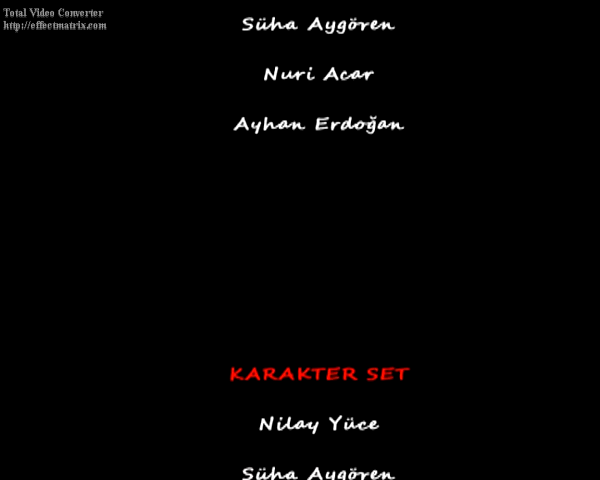 Total Video Converter
http://effectmatrix.com
Süha Aygören
Nuri Acar
Ayhan Erdoğan
KARAKTER SET
Nilay Yüce
Süha Aygören